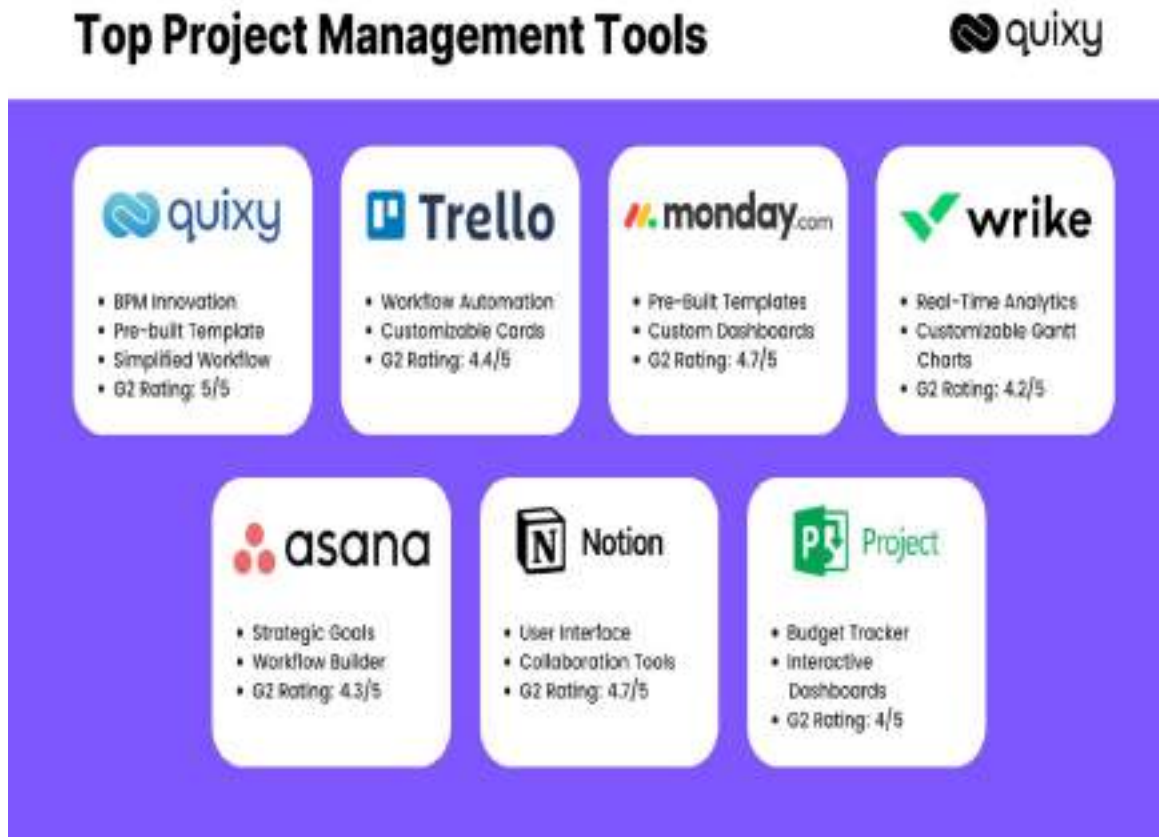 Top Project Management Tools
quixy
quixy
• BPM Innovation
• Pre-built Template
• Simplified Workflow
• G2 Rating: 5/5
Trello
• Workflow Automation
• Customizable Cards
• G2 Rating: 4.4/5
monday.com
• Pre-Built Templates
• Custom Dashboards
• G2 Rating: 4.7/5
wrike
• Real-Time Analytics
• Customizable Gantt
Charts
• G2 Rating: 4.2/5
asana
• Strategic Goals
• Workflow Builder
• G2 Rating: 4.3/5
N Notion
• User Interface
• Collaboration Tools
• G2 Rating: 4.7/5
P Project
• Budget Tracker
• Interactive
Dashboards
• G2 Rating: 4/5